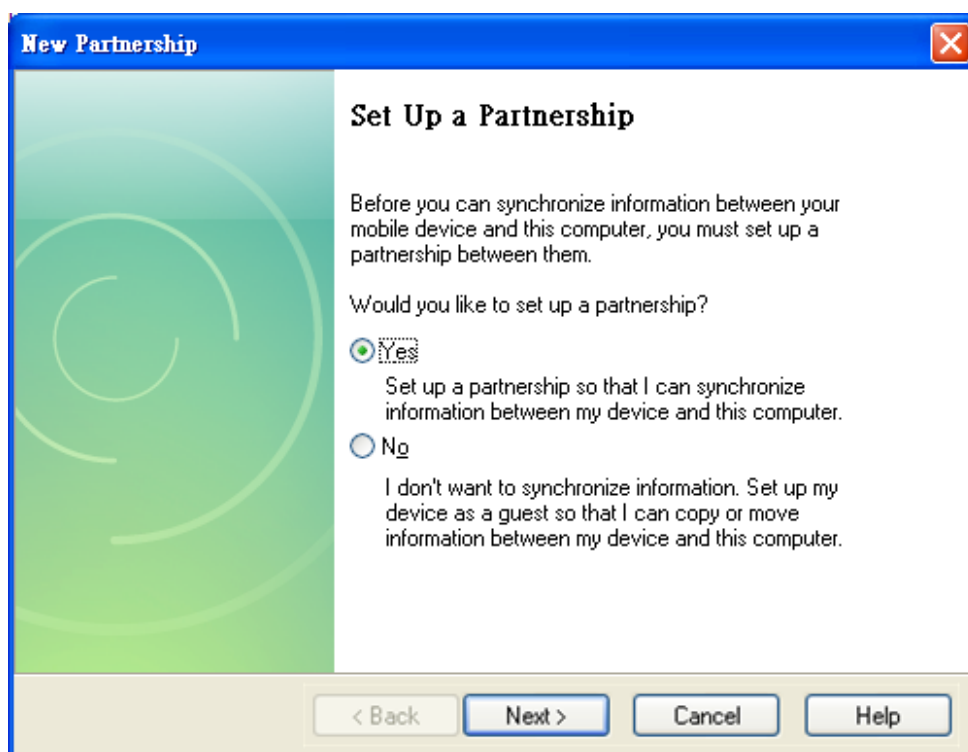 New Partnership
Set Up a Partnership
Before you can synchronize information between your
mobile device and this computer, you must set up a
partnership between them.
Would you like to set up a partnership?
Yes
Set up a partnership so that I can synchronize
information between my device and this computer.
No
I don't want to synchronize information. Set up my
device as a guest so that I can copy or move
information between my device and this computer.
< Back Next > Cancel Help